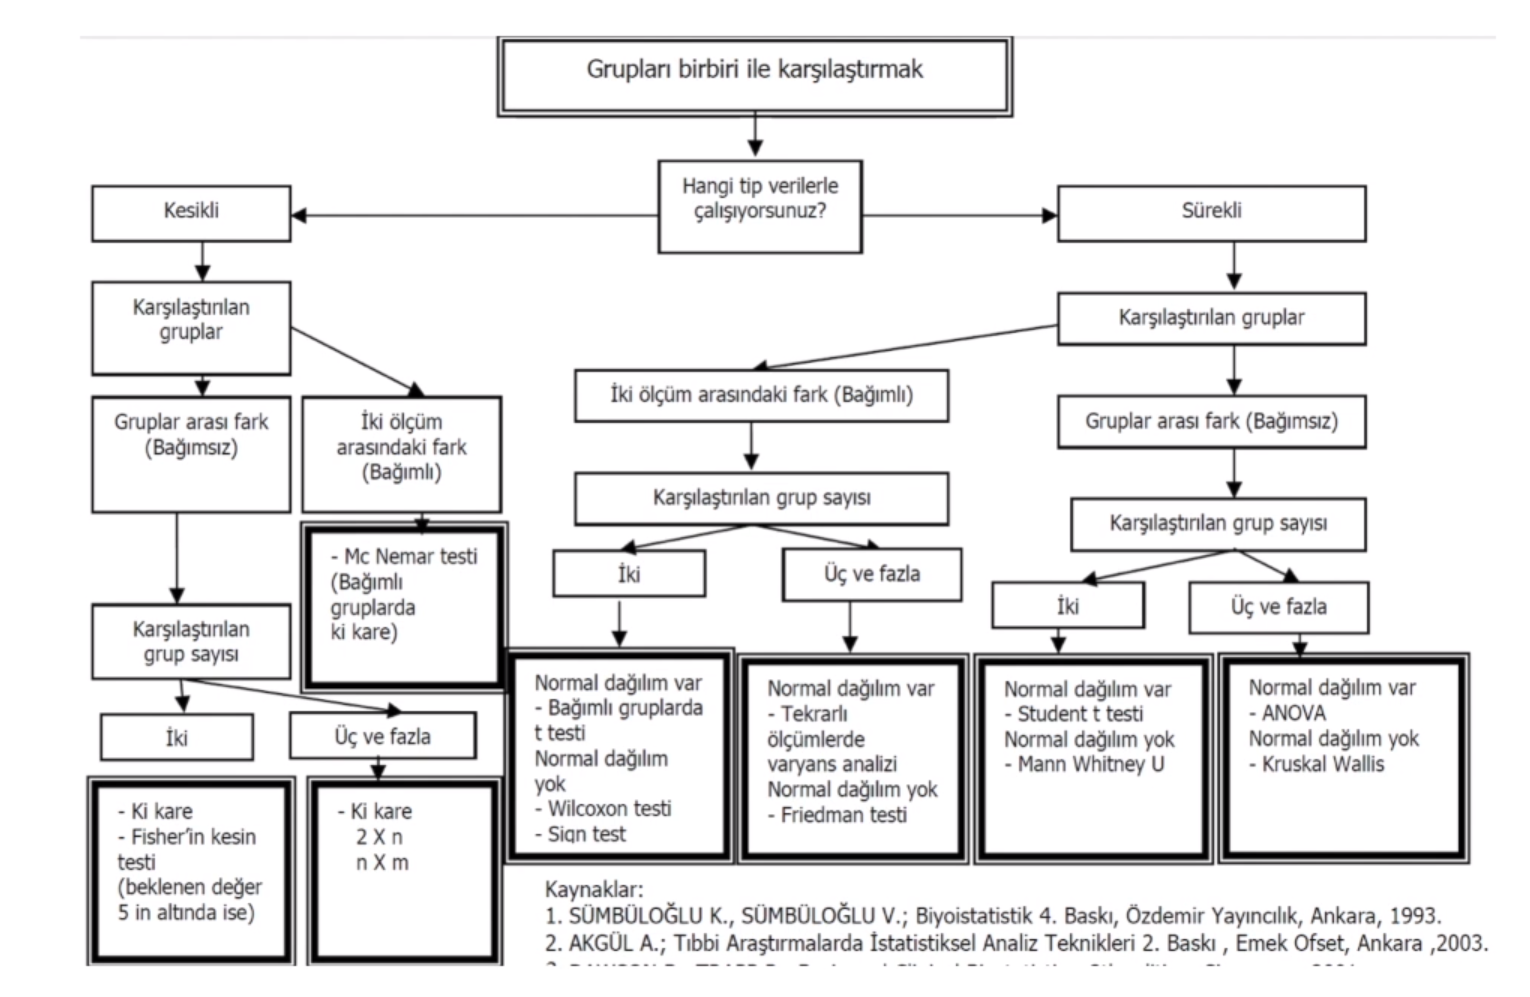 Grupları birbiri ile karşılaştırmak
Hangi tip verilerle
çalışıyorsunuz?
Kesikli
Sürekli
Karşılaştırılan
gruplar
Karşılaştırılan gruplar
Gruplar arası fark
(Bağımsız)
İki ölçüm
arasındaki fark
(Bağımlı)
İki ölçüm arasındaki fark (Bağımlı)
Gruplar arası fark (Bağımsız)
Karşılaştırılan grup sayısı
Karşılaştırılan grup sayısı
- Mc Nemar testi
(Bağımlı
gruplarda
ki kare)
İki
Üç ve fazla
İki
Üç ve fazla
Karşılaştırılan
grup sayısı
İki
Üç ve fazla
Normal dağılım var
- Bağımlı gruplarda
t testi
Normal dağılım
yok
- Wilcoxon testi
- Sign test
Normal dağılım var
- Tekrarlı
ölçümlerde
varyans analizi
Normal dağılım yok
- Friedman testi
Normal dağılım var
- Student t testi
Normal dağılım yok
- Mann Whitney U
Normal dağılım var
- ANOVA
Normal dağılım yok
- Kruskal Wallis
- Ki kare
- Fisher'in kesin
testi
(beklenen değer
5 in altında ise)
- Ki kare
2 X n
n X m
Kaynaklar:
1. SÜMBÜLOĞLU K., SÜMBÜLOĞLU V.; Biyoistatistik 4. Baskı, Özdemir Yayıncılık, Ankara, 1993.
2. AKGÜL A.; Tıbbi Araştırmalarda İstatistiksel Analiz Teknikleri 2. Baskı , Emek Ofset, Ankara ,2003.